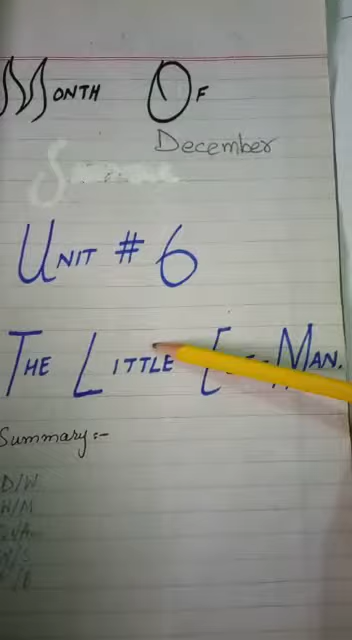 MONTH OF
December
UNIT # 6
THE LITTLE MAN.
Summary:-
D/W
W/M